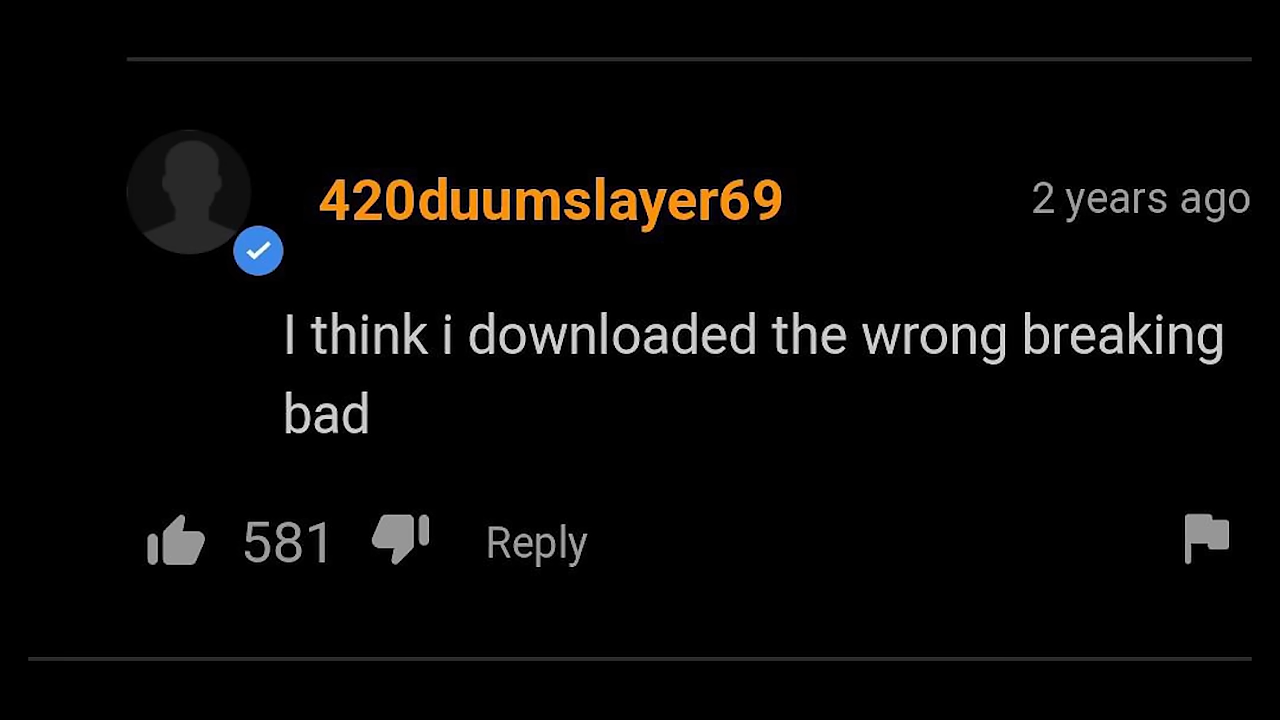 420duumslayer69
2 years ago
I think i downloaded the wrong breaking
bad
581
Reply